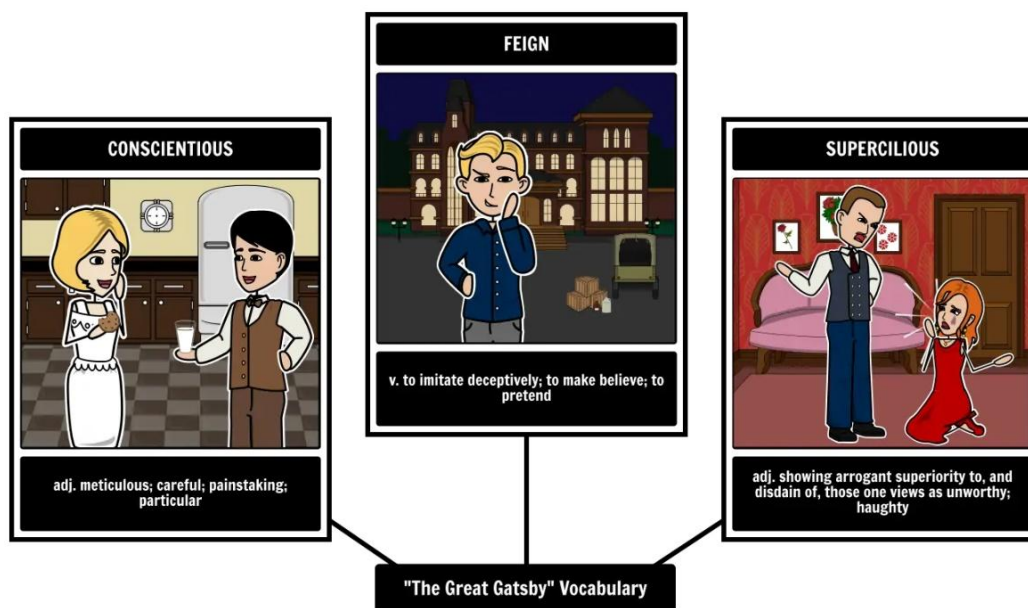 FEIGN
v. to imitate deceptively; to make believe; to
pretend
CONSCIENTIOUS
adj. meticulous; careful; painstaking;
particular
SUPERCILIOUS
adj. showing arrogant superiority to, and
disdain of, those one views as unworthy;
haughty
"The Great Gatsby" Vocabulary